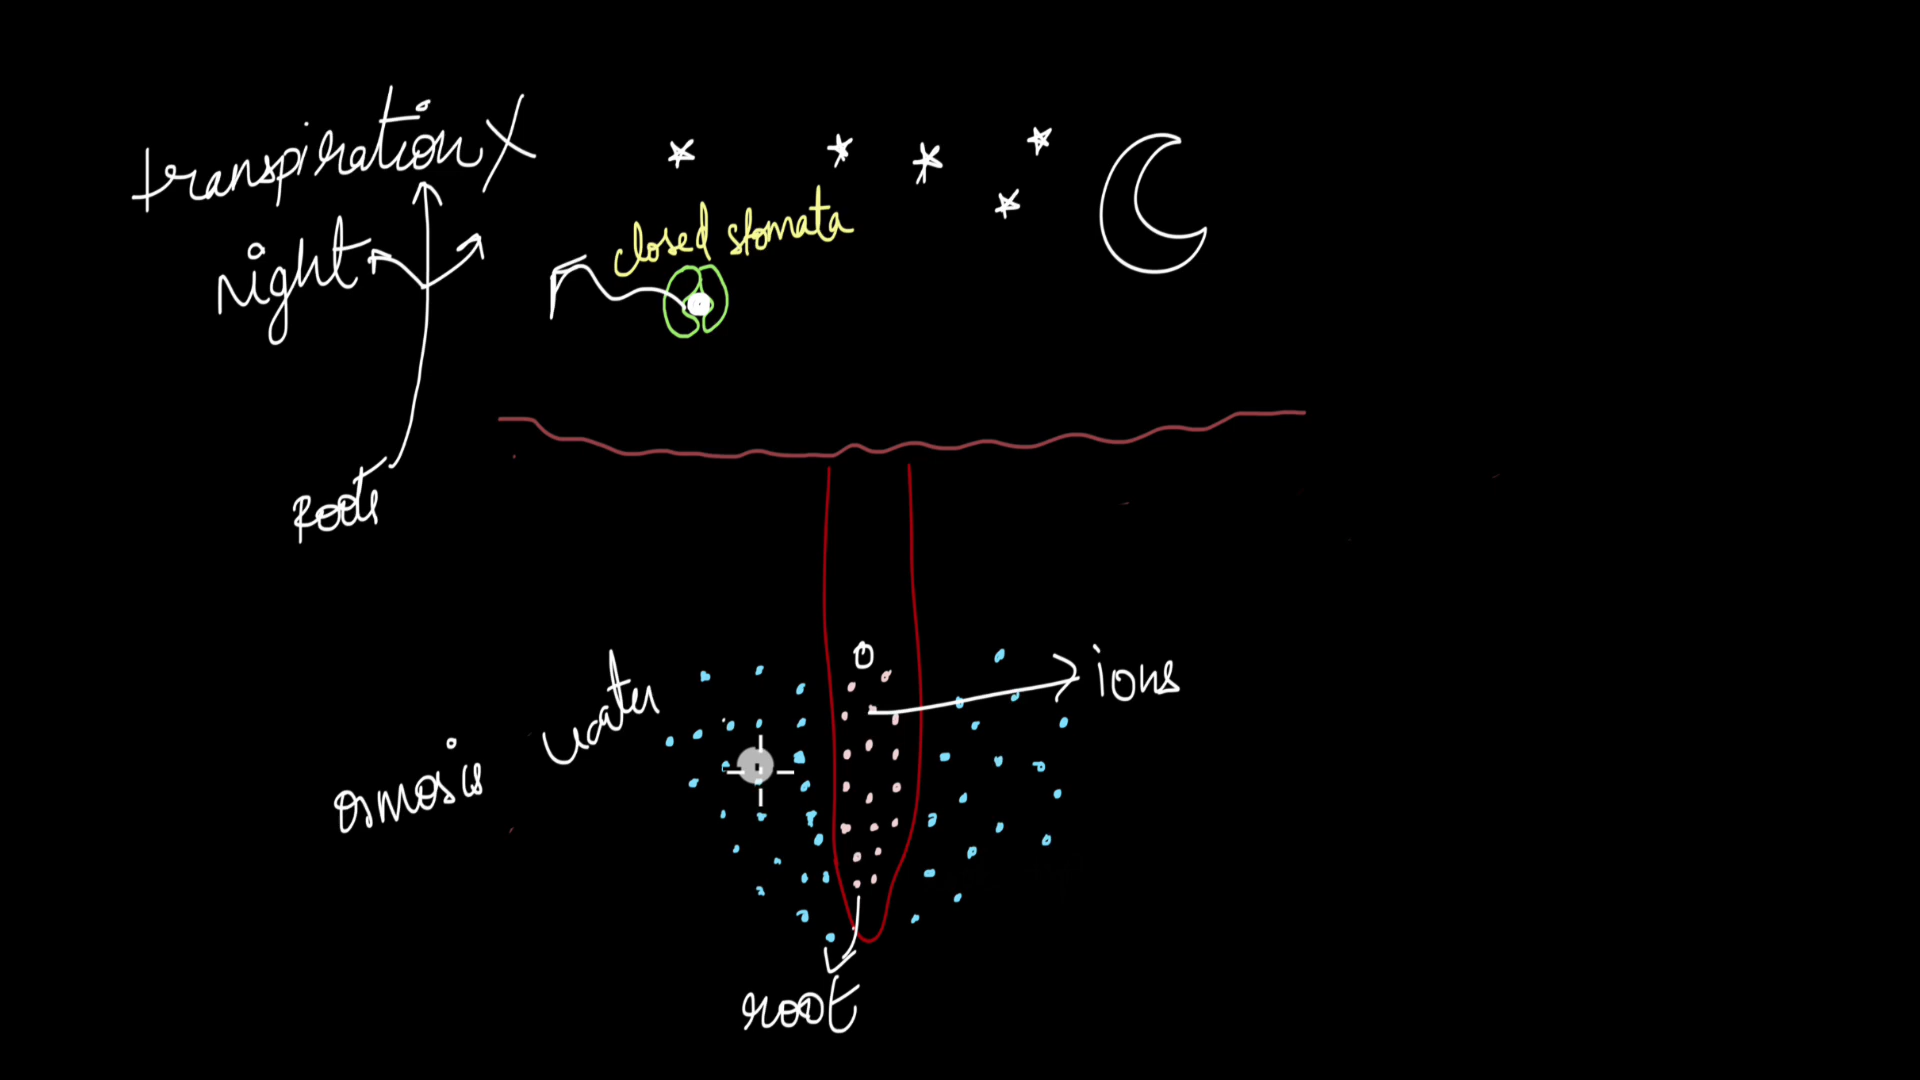 transpiration X
night
closed stomata
Roots
ions
water
osmosis
root